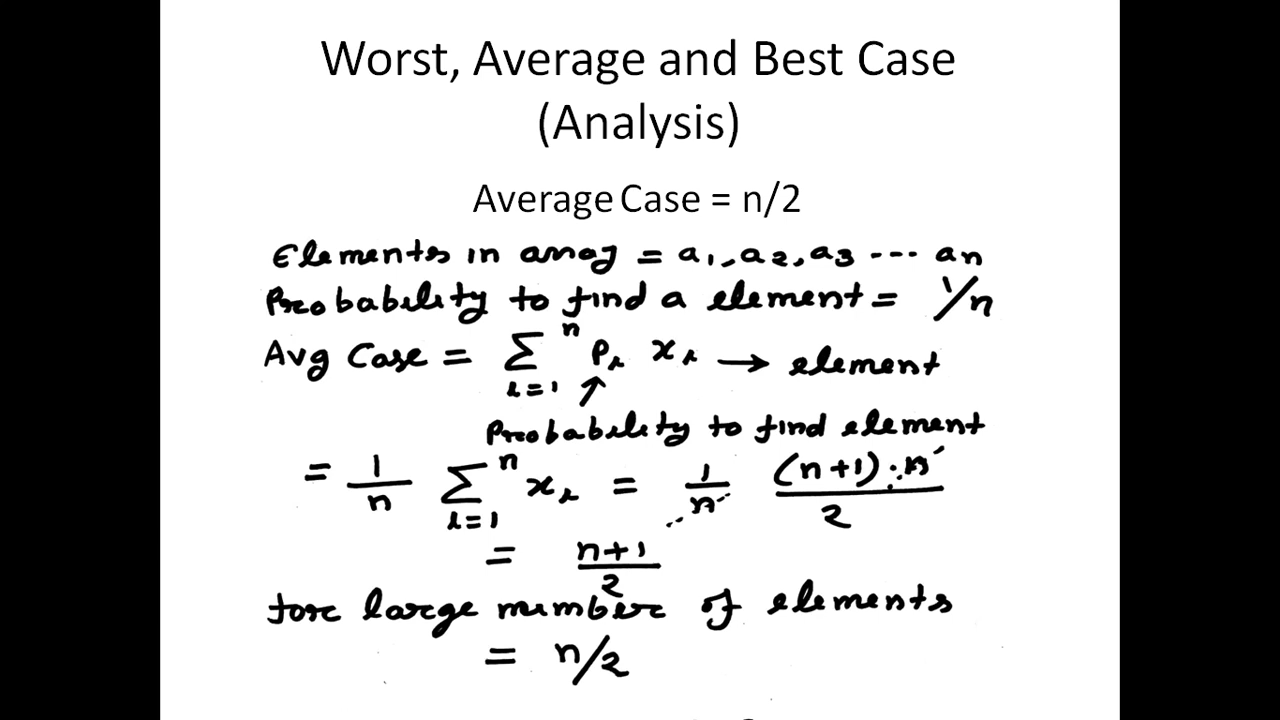 Worst, Average and Best Case
(Analysis)
Average Case = n/2
Elements in array = a1, a2, a3 --- an
Probability to find a element = 1/n
Avg Case = Σ_{i=1}^{n} Pi xi → element
↑
Probability to find element
= 1/n Σ_{i=1}^{n} xi = 1/n (n+1).n/2
= n+1/2
for large number of elements
= n/2